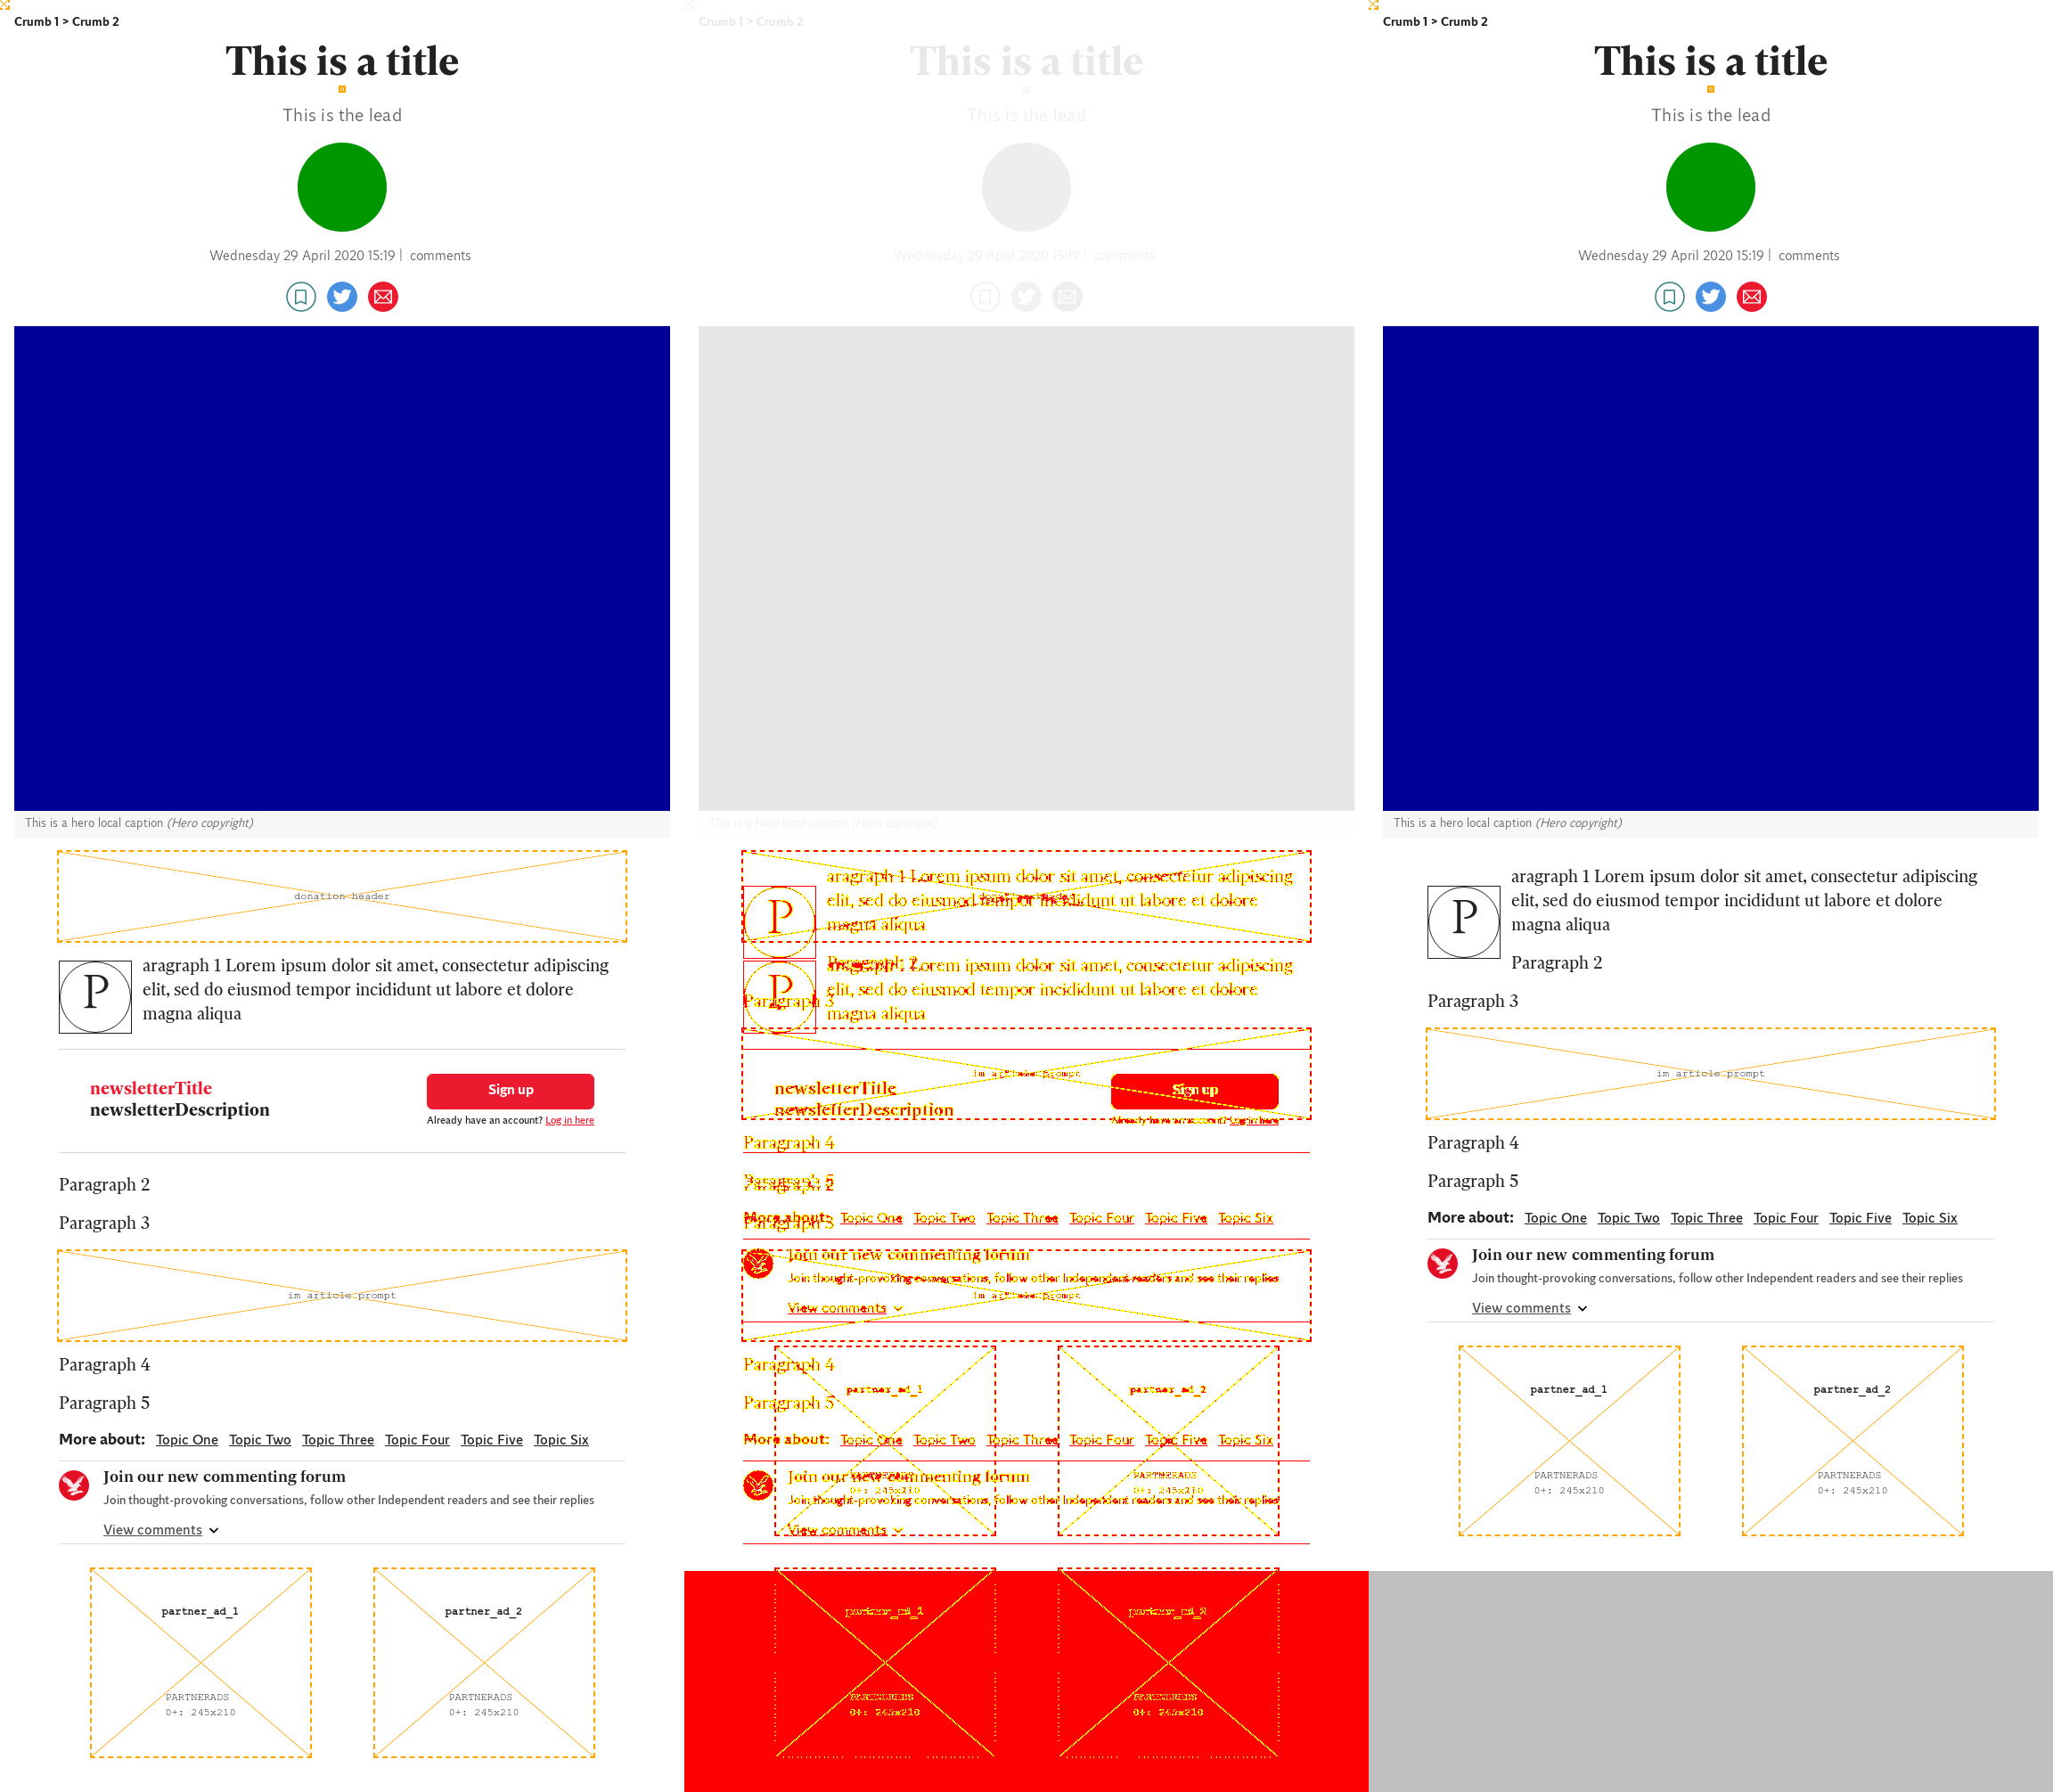 Crumb 1 > Crumb 2
This is a title
This is the lead
Wednesday 29 April 2020 15:19 | comments
This is a hero local caption (Hero copyright)
donation header
P
aragraph 1 Lorem ipsum dolor sit amet, consectetur adipiscing
elit, sed do eiusmod tempor incididunt ut labore et dolore
magna aliqua
newsletterTitle
newsletterDescription
Sign up
Already have an account? Log in here
Paragraph 2
Paragraph 3
im article prompt
Paragraph 4
Paragraph 5
More about: Topic One Topic Two Topic Three Topic Four Topic Five Topic Six
Join our new commenting forum
Join thought-provoking conversations, follow other Independent readers and see their replies
View comments
partner_ad_1
PARTNERADS
0+: 245x210
partner_ad_2
PARTNERADS
0+: 245x210
Crumb 1 > Crumb 2
This is a title
This is the lead
Wednesday 29 April 2020 15:19 | comments
This is a hero local caption (Hero copyright)
P
aragraph 1 Lorem ipsum dolor sit amet, consectetur adipiscing
elit, sed do eiusmod tempor incididunt ut labore et dolore
magna aliqua
Paragraph 2
P
aragraph 1 Lorem ipsum dolor sit amet, consectetur adipiscing
elit, sed do eiusmod tempor incididunt ut labore et dolore
Paragraph 3
magna aliqua
im article prompt
newsletterTitle
newsletterDescription
Sign up
Already have an account? Log in here
Paragraph 4
Paragraph 5
Paragraph 2
More about: Topic One Topic Two Topic Three Topic Four Topic Five Topic Six
Paragraph 3
Join our new commenting forum
Join thought-provoking conversations, follow other Independent readers and see their replies
im article prompt
View comments
Paragraph 4
partner_ad_1
partner_ad_2
Paragraph 5
More about: Topic One Topic Two Topic Three Topic Four Topic Five Topic Six
Join our new commenting forum
PARTNERADS
0+: 245x210
PARTNERADS
0+: 245x210
Join thought-provoking conversations, follow other Independent readers and see their replies
View comments
partner_ad_1
PARTNERADS
0+: 245x210
partner_ad_2
PARTNERADS
0+: 245x210
Crumb 1 > Crumb 2
This is a title
This is the lead
Wednesday 29 April 2020 15:19 | comments
This is a hero local caption (Hero copyright)
P
aragraph 1 Lorem ipsum dolor sit amet, consectetur adipiscing
elit, sed do eiusmod tempor incididunt ut labore et dolore
magna aliqua
Paragraph 2
Paragraph 3
im article prompt
Paragraph 4
Paragraph 5
More about: Topic One Topic Two Topic Three Topic Four Topic Five Topic Six
Join our new commenting forum
Join thought-provoking conversations, follow other Independent readers and see their replies
View comments
partner_ad_1
PARTNERADS
0+: 245x210
partner_ad_2
PARTNERADS
0+: 245x210